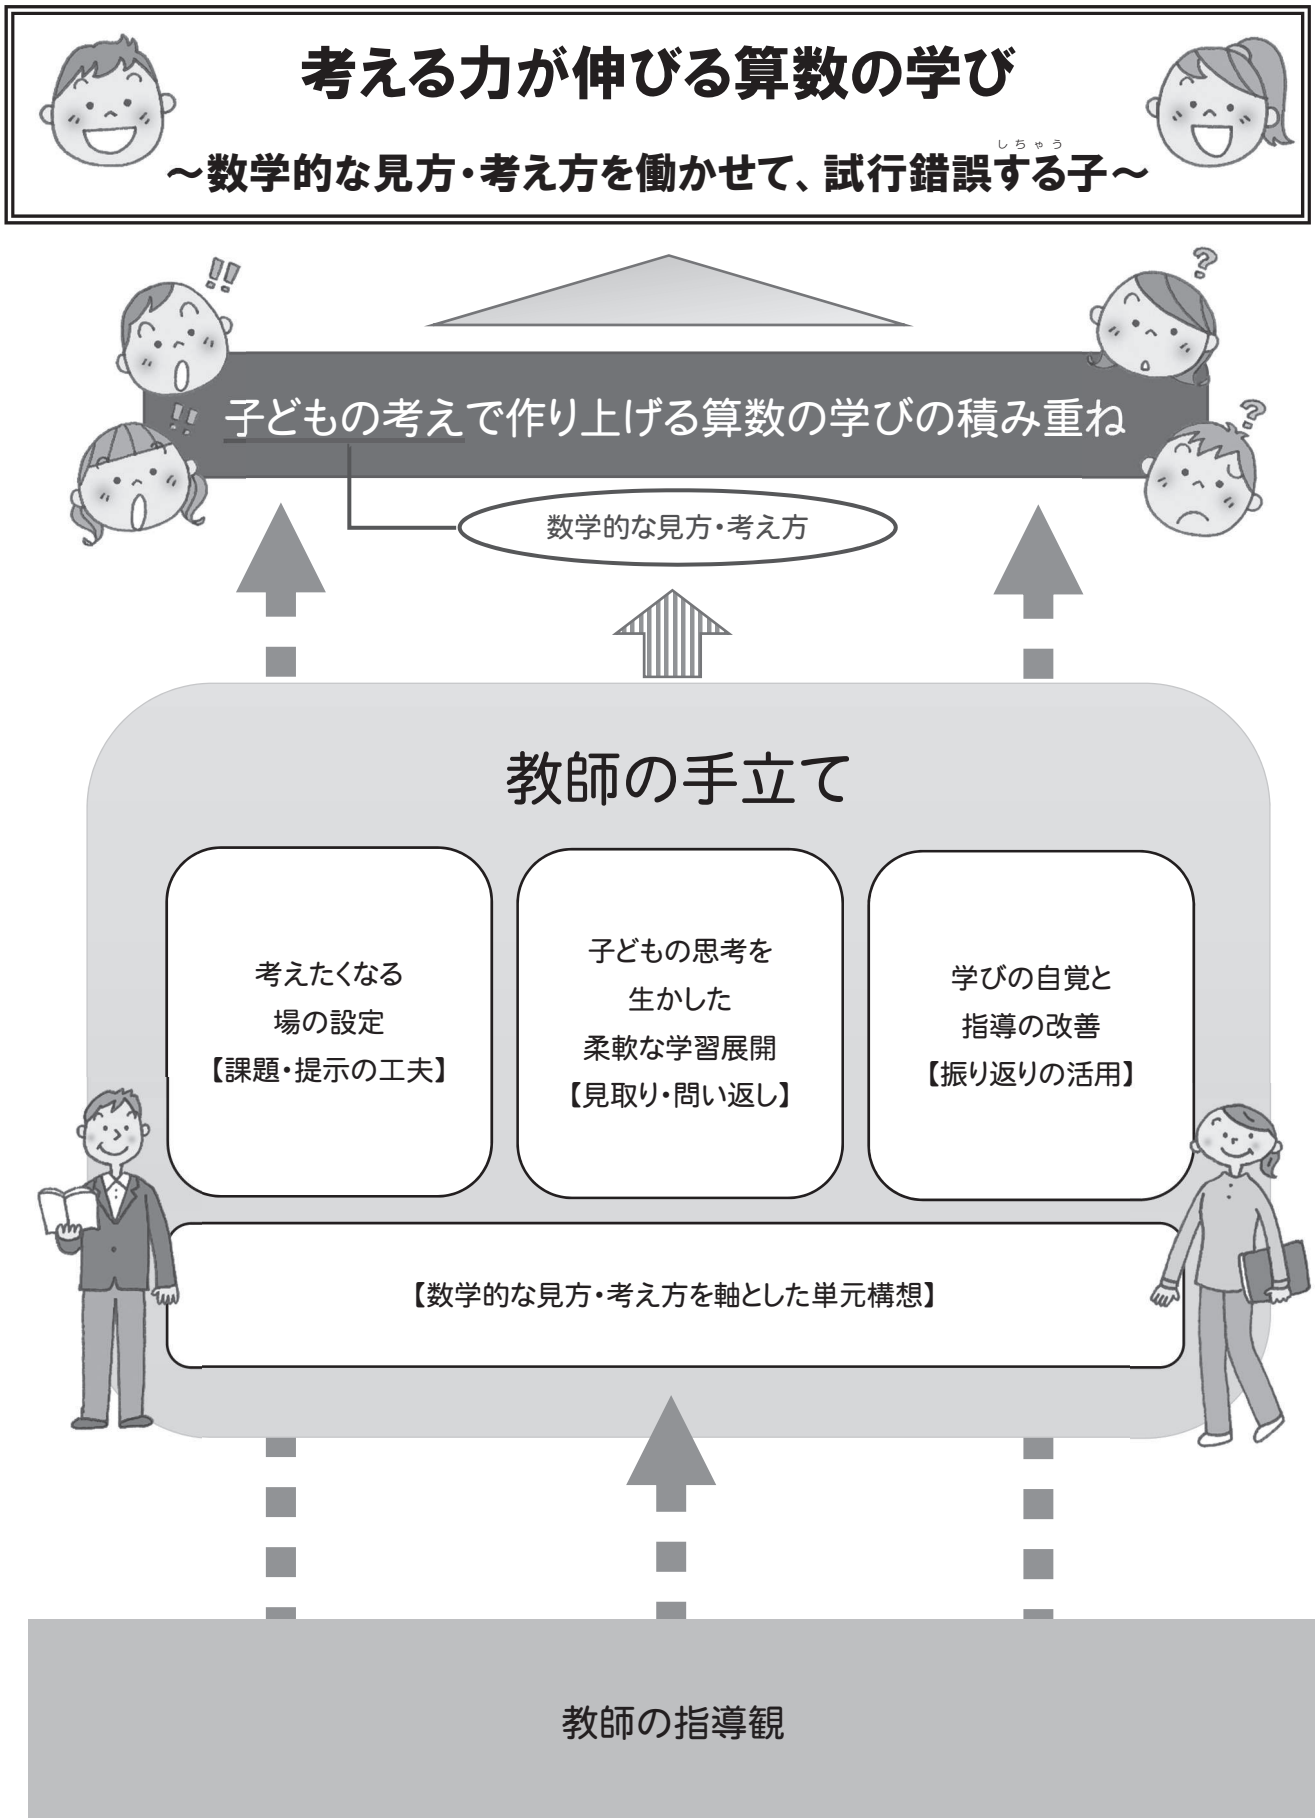 考える力が伸びる算数の学び
しちゃう
～数学的な見方・考え方を働かせて、試行錯誤する子～
!!
?
子どもの考えで作り上げる算数の学びの積み重ね
!!
?
数学的な見方・考え方
教師の手立て
考えたくなる
場の設定
【課題・提示の工夫】
子どもの思考を
生かした
柔軟な学習展開
【見取り・問い返し】
学びの自覚と
指導の改善
【振り返りの活用】
【数学的な見方・考え方を軸とした単元構想】
教師の指導観